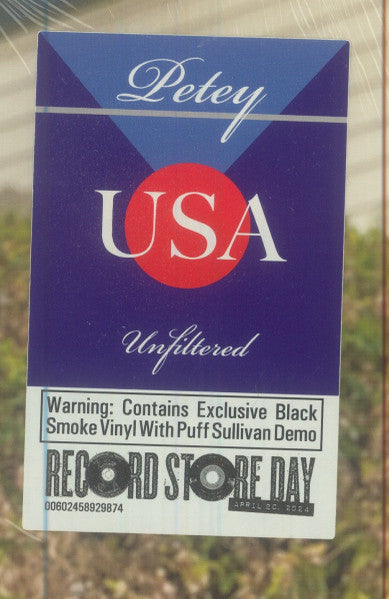 Petey
USA
Unfiltered
Warning: Contains Exclusive Black
Smoke Vinyl With Puff Sullivan Demo
RECORD STORE DAY
APRIL 20, 2024
00602458929874